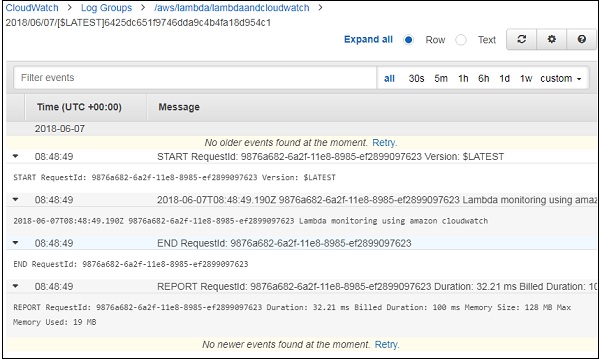 CloudWatch > Log Groups > /aws/lambda/lambdaandcloudwatch >
2018/06/07/[$LATEST]6425dc651f9746dda9c4b4fa18d954c1
Expand all Row Text
Filter events all 30s 5m 1h 6h 1d 1w custom
Time (UTC +00:00) Message
2018-06-07
No older events found at the moment. Retry.
08:48:49 START RequestId: 9876a682-6a2f-11e8-8985-ef2899097623 Version: $LATEST
START RequestId: 9876a682-6a2f-11e8-8985-ef2899097623 Version: $LATEST
08:48:49 2018-06-07T08:48:49.190Z 9876a682-6a2f-11e8-8985-ef2899097623 Lambda monitoring using amaz
2018-06-07T08:48:49.190Z 9876a682-6a2f-11e8-8985-ef2899097623 Lambda monitoring using amazon cloudwatch
08:48:49 END RequestId: 9876a682-6a2f-11e8-8985-ef2899097623
END RequestId: 9876a682-6a2f-11e8-8985-ef2899097623
08:48:49 REPORT RequestId: 9876a682-6a2f-11e8-8985-ef2899097623 Duration: 32.21 ms Billed Duration: 10
REPORT RequestId: 9876a682-6a2f-11e8-8985-ef2899097623 Duration: 32.21 ms Billed Duration: 100 ms Memory Size: 128 MB Max
Memory Used: 19 MB
No newer events found at the moment. Retry.